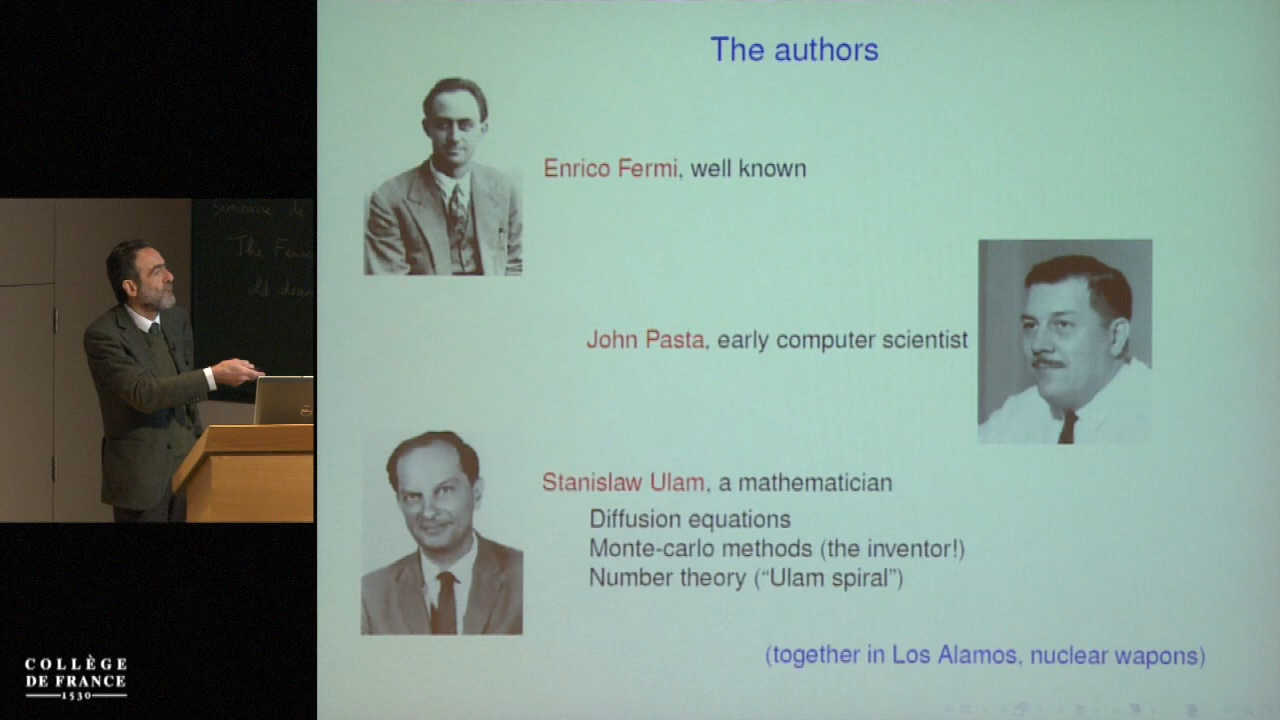 The authors
Enrico Fermi, well known
John Pasta, early computer scientist
Stanislaw Ulam, a mathematician
Diffusion equations
Monte-carlo methods (the inventor!)
Number theory (“Ulam spiral”)
(together in Los Alamos, nuclear wapons)
The
COLLÈGE
DE FRANCE
1530